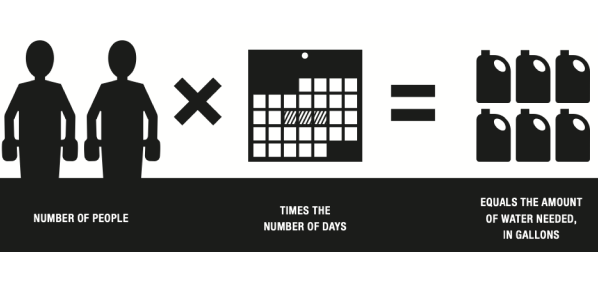 NUMBER OF PEOPLE
TIMES THE
NUMBER OF DAYS
EQUALS THE AMOUNT
OF WATER NEEDED,
IN GALLONS